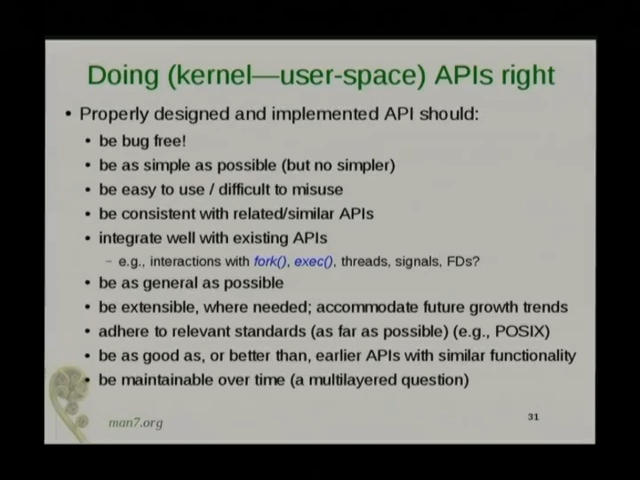 Doing (kernel—user-space) APIs right
• Properly designed and implemented API should:
• be bug free!
• be as simple as possible (but no simpler)
• be easy to use / difficult to misuse
• be consistent with related/similar APIs
• integrate well with existing APIs
– e.g., interactions with fork(), exec(), threads, signals, FDs?
• be as general as possible
• be extensible, where needed; accommodate future growth trends
• adhere to relevant standards (as far as possible) (e.g., POSIX)
• be as good as, or better than, earlier APIs with similar functionality
• be maintainable over time (a multilayered question)
man7.org
31